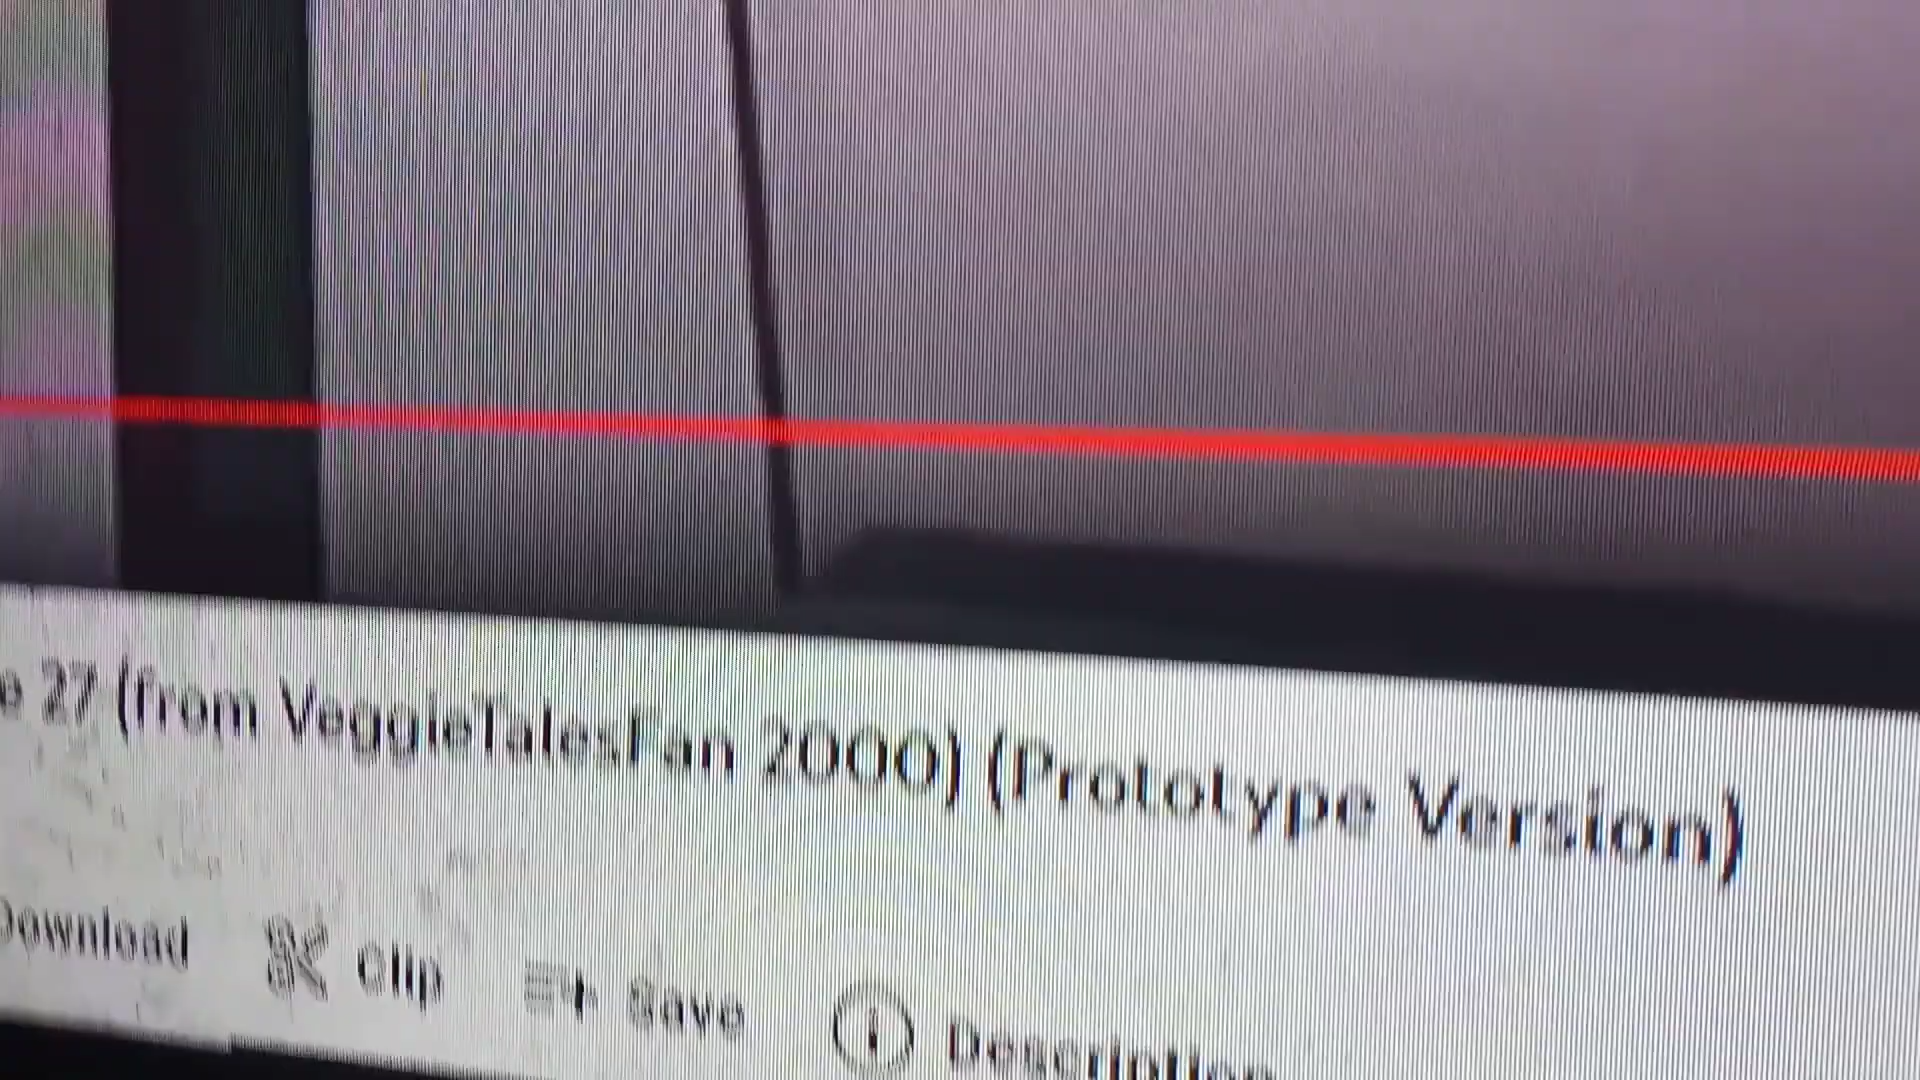 e 27 (from VeggieTalesFan 2000) (Prototype Version)
Download Clip Save Description